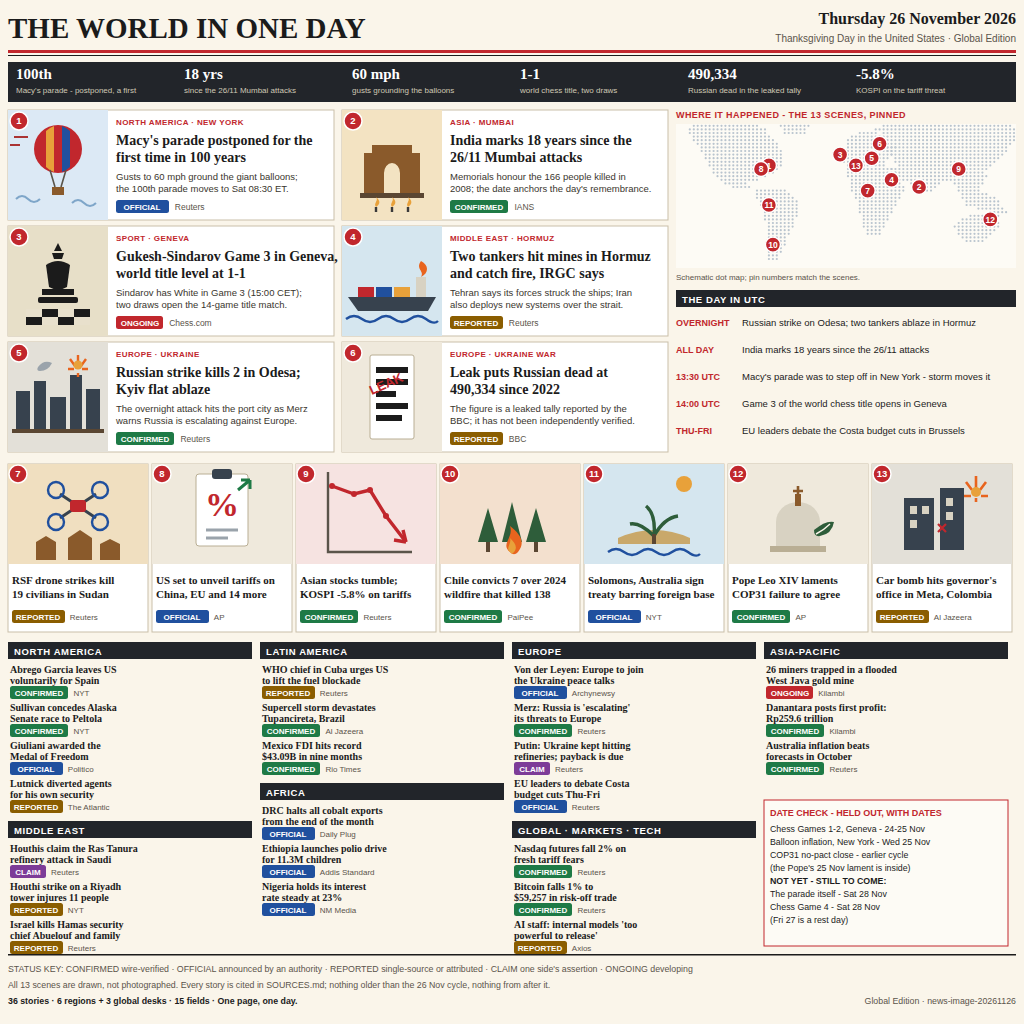 THE WORLD IN ONE DAY
Thursday 26 November 2026
Thanksgiving Day in the United States · Global Edition
100th
Macy's parade - postponed, a first
18 yrs
since the 26/11 Mumbai attacks
60 mph
gusts grounding the balloons
1-1
world chess title, two draws
490,334
Russian dead in the leaked tally
-5.8%
KOSPI on the tariff threat
1
NORTH AMERICA · NEW YORK
Macy's parade postponed for the
first time in 100 years
Gusts to 60 mph ground the giant balloons;
the 100th parade moves to Sat 08:30 ET.
OFFICIAL Reuters
2
ASIA · MUMBAI
India marks 18 years since the
26/11 Mumbai attacks
Memorials honour the 166 people killed in
2008; the date anchors the day's remembrance.
CONFIRMED IANS
3
SPORT · GENEVA
Gukesh-Sindarov Game 3 in Geneva,
world title level at 1-1
Sindarov has White in Game 3 (15:00 CET);
two draws open the 14-game title match.
ONGOING Chess.com
4
MIDDLE EAST · HORMUZ
Two tankers hit mines in Hormuz
and catch fire, IRGC says
Tehran says its forces struck the ships; Iran
also deploys new systems over the strait.
REPORTED Reuters
5
EUROPE · UKRAINE
Russian strike kills 2 in Odesa;
Kyiv flat ablaze
The overnight attack hits the port city as Merz
warns Russia is escalating against Europe.
CONFIRMED Reuters
6
LEAK
EUROPE · UKRAINE WAR
Leak puts Russian dead at
490,334 since 2022
The figure is a leaked tally reported by the
BBC; it has not been independently verified.
REPORTED BBC
WHERE IT HAPPENED - THE 13 SCENES, PINNED
6
3
5
13
1
8
9
4
7
2
11
12
10
Schematic dot map; pin numbers match the scenes.
THE DAY IN UTC
OVERNIGHT Russian strike on Odesa; two tankers ablaze in Hormuz
ALL DAY India marks 18 years since the 26/11 attacks
13:30 UTC Macy's parade was to step off in New York - storm moves it
14:00 UTC Game 3 of the world chess title opens in Geneva
THU-FRI EU leaders debate the Costa budget cuts in Brussels
7
RSF drone strikes kill
19 civilians in Sudan
REPORTED Reuters
8
%
US set to unveil tariffs on
China, EU and 14 more
OFFICIAL AP
9
Asian stocks tumble;
KOSPI -5.8% on tariffs
CONFIRMED Reuters
10
Chile convicts 7 over 2024
wildfire that killed 138
CONFIRMED PaiPee
11
Solomons, Australia sign
treaty barring foreign base
OFFICIAL NYT
12
Pope Leo XIV laments
COP31 failure to agree
CONFIRMED AP
13
Car bomb hits governor's
office in Meta, Colombia
REPORTED Al Jazeera
NORTH AMERICA
Abrego Garcia leaves US
voluntarily for Spain
CONFIRMED NYT
Sullivan concedes Alaska
Senate race to Peltola
CONFIRMED NYT
Giuliani awarded the
Medal of Freedom
OFFICIAL Politico
Lutnick diverted agents
for his own security
REPORTED The Atlantic
MIDDLE EAST
Houthis claim the Ras Tanura
refinery attack in Saudi
CLAIM Reuters
Houthi strike on a Riyadh
tower injures 11 people
REPORTED NYT
Israel kills Hamas security
chief Abuelouf and family
REPORTED Reuters
LATIN AMERICA
WHO chief in Cuba urges US
to lift the fuel blockade
REPORTED Reuters
Supercell storm devastates
Tupancireta, Brazil
CONFIRMED Al Jazeera
Mexico FDI hits record
$43.09B in nine months
CONFIRMED Rio Times
AFRICA
DRC halts all cobalt exports
from the end of the month
OFFICIAL Daily Plug
Ethiopia launches polio drive
for 11.3M children
OFFICIAL Addis Standard
Nigeria holds its interest
rate steady at 23%
OFFICIAL NM Media
EUROPE
Von der Leyen: Europe to join
the Ukraine peace talks
OFFICIAL Archynewsy
Merz: Russia is 'escalating'
its threats to Europe
CONFIRMED Reuters
Putin: Ukraine kept hitting
refineries; payback is due
CLAIM Reuters
EU leaders to debate Costa
budget cuts Thu-Fri
OFFICIAL Reuters
GLOBAL · MARKETS · TECH
Nasdaq futures fall 2% on
fresh tariff fears
CONFIRMED Reuters
Bitcoin falls 1% to
$59,257 in risk-off trade
CONFIRMED Reuters
AI staff: internal models 'too
powerful to release'
REPORTED Axios
ASIA-PACIFIC
26 miners trapped in a flooded
West Java gold mine
ONGOING Kilambi
Danantara posts first profit:
Rp259.6 trillion
CONFIRMED Kilambi
Australia inflation beats
forecasts in October
CONFIRMED Reuters
DATE CHECK - HELD OUT, WITH DATES
Chess Games 1-2, Geneva - 24-25 Nov
Balloon inflation, New York - Wed 25 Nov
COP31 no-pact close - earlier cycle
(the Pope's 25 Nov lament is inside)
NOT YET - STILL TO COME:
The parade itself - Sat 28 Nov
Chess Game 4 - Sat 28 Nov
(Fri 27 is a rest day)
STATUS KEY: CONFIRMED wire-verified · OFFICIAL announced by an authority · REPORTED single-source or attributed · CLAIM one side's assertion · ONGOING developing
All 13 scenes are drawn, not photographed. Every story is cited in SOURCES.md; nothing older than the 26 Nov cycle, nothing from after it.
36 stories · 6 regions + 3 global desks · 15 fields · One page, one day.
Global Edition · news-image-20261126